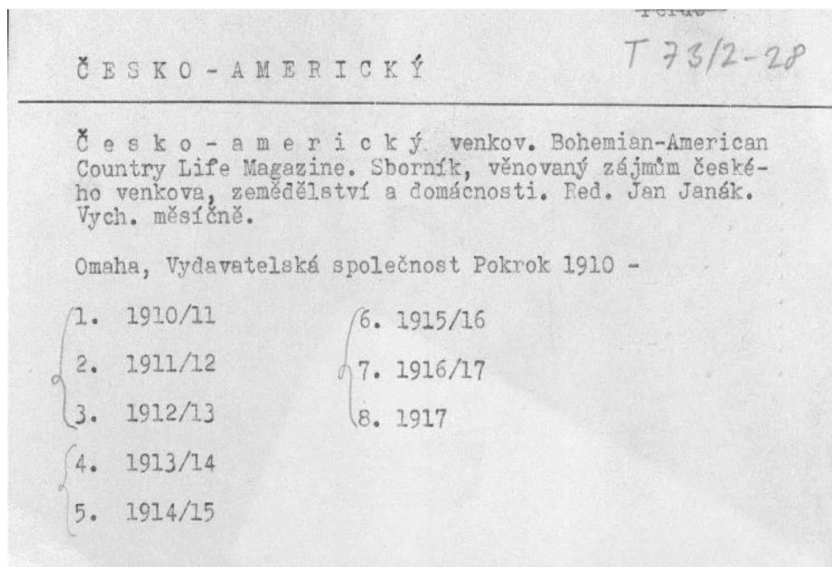 T 73/2-28
ČESKO-AMERICKÝ
Česko-americký venkov. Bohemian-American
Country Life Magazine. Sborník, věnovaný zájmům české-
ho venkova, zemědělství a domácnosti. Red. Jan Janák.
Vych. měsíčně.
Omaha, Vydavatelská společnost Pokrok 1910 -
1. 1910/11
2. 1911/12
3. 1912/13
4. 1913/14
5. 1914/15
6. 1915/16
7. 1916/17
8. 1917